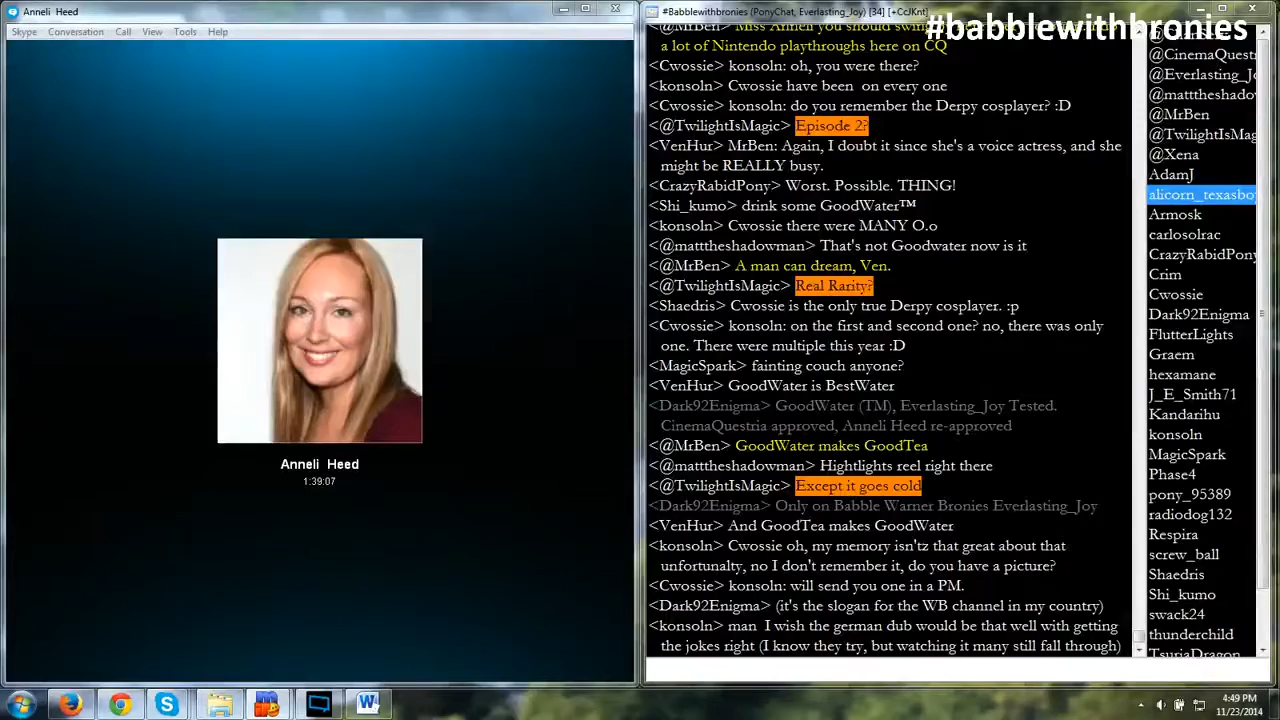 Anneli Heed
Skype Conversation Call View Tools Help
Anneli Heed
1:39:07
#Babblewithbronies (PonyChat, Everlasting_Joy) [34] [+CcJKnt]
#babblewithbronies
<@MrBen> Miss Anneli you should swing
a lot of Nintendo playthroughs here on CQ
<Cwossie> konsoln: oh, you were there?
<konsoln> Cwossie have been on every one
<Cwossie> konsoln: do you remember the Derpy cosplayer? :D
<@TwilightIsMagic> Episode 2?
<VenHur> MrBen: Again, I doubt it since she's a voice actress, and she
might be REALLY busy.
<CrazyRabidPony> Worst. Possible. THING!
<Shi_kumo> drink some GoodWater™
<konsoln> Cwossie there were MANY O.o
<@matttheshadowman> That's not Goodwater now is it
<@MrBen> A man can dream, Ven.
<@TwilightIsMagic> Real Rarity?
<Shaedris> Cwossie is the only true Derpy cosplayer. :p
<Cwossie> konsoln: on the first and second one? no, there was only
one. There were multiple this year :D
<MagicSpark> fainting couch anyone?
<VenHur> GoodWater is BestWater
<Dark92Enigma> GoodWater (TM), Everlasting_Joy Tested.
CinemaQuestria approved, Anneli Heed re-approved
<@MrBen> GoodWater makes GoodTea
<@matttheshadowman> Hightlights reel right there
<@TwilightIsMagic> Except it goes cold
<Dark92Enigma> Only on Babble Warner Bronies Everlasting_Joy
<VenHur> And GoodTea makes GoodWater
<konsoln> Cwossie oh, my memory isn'tz that great about that
unfortunalty, no I don't remember it, do you have a picture?
<Cwossie> konsoln: will send you one in a PM.
<Dark92Enigma> (it's the slogan for the WB channel in my country)
<konsoln> man I wish the german dub would be that well with getting
the jokes right (I know they try, but watching it many still fall through)
@CinemaQuestr
@Everlasting_Jo
@matttheshadow
@MrBen
@TwilightIsMag
@Xena
AdamJ
alicorn_texasbo
Armosk
carlosolrac
CrazyRabidPony
Crim
Cwossie
Dark92Enigma
FlutterLights
Graem
hexamane
J_E_Smith71
Kandarihu
konsoln
MagicSpark
Phase4
pony_95389
radiodog132
Respira
screw_ball
Shaedris
Shi_kumo
swack24
thunderchild
TsuriaDragon
4:49 PM
11/23/2014